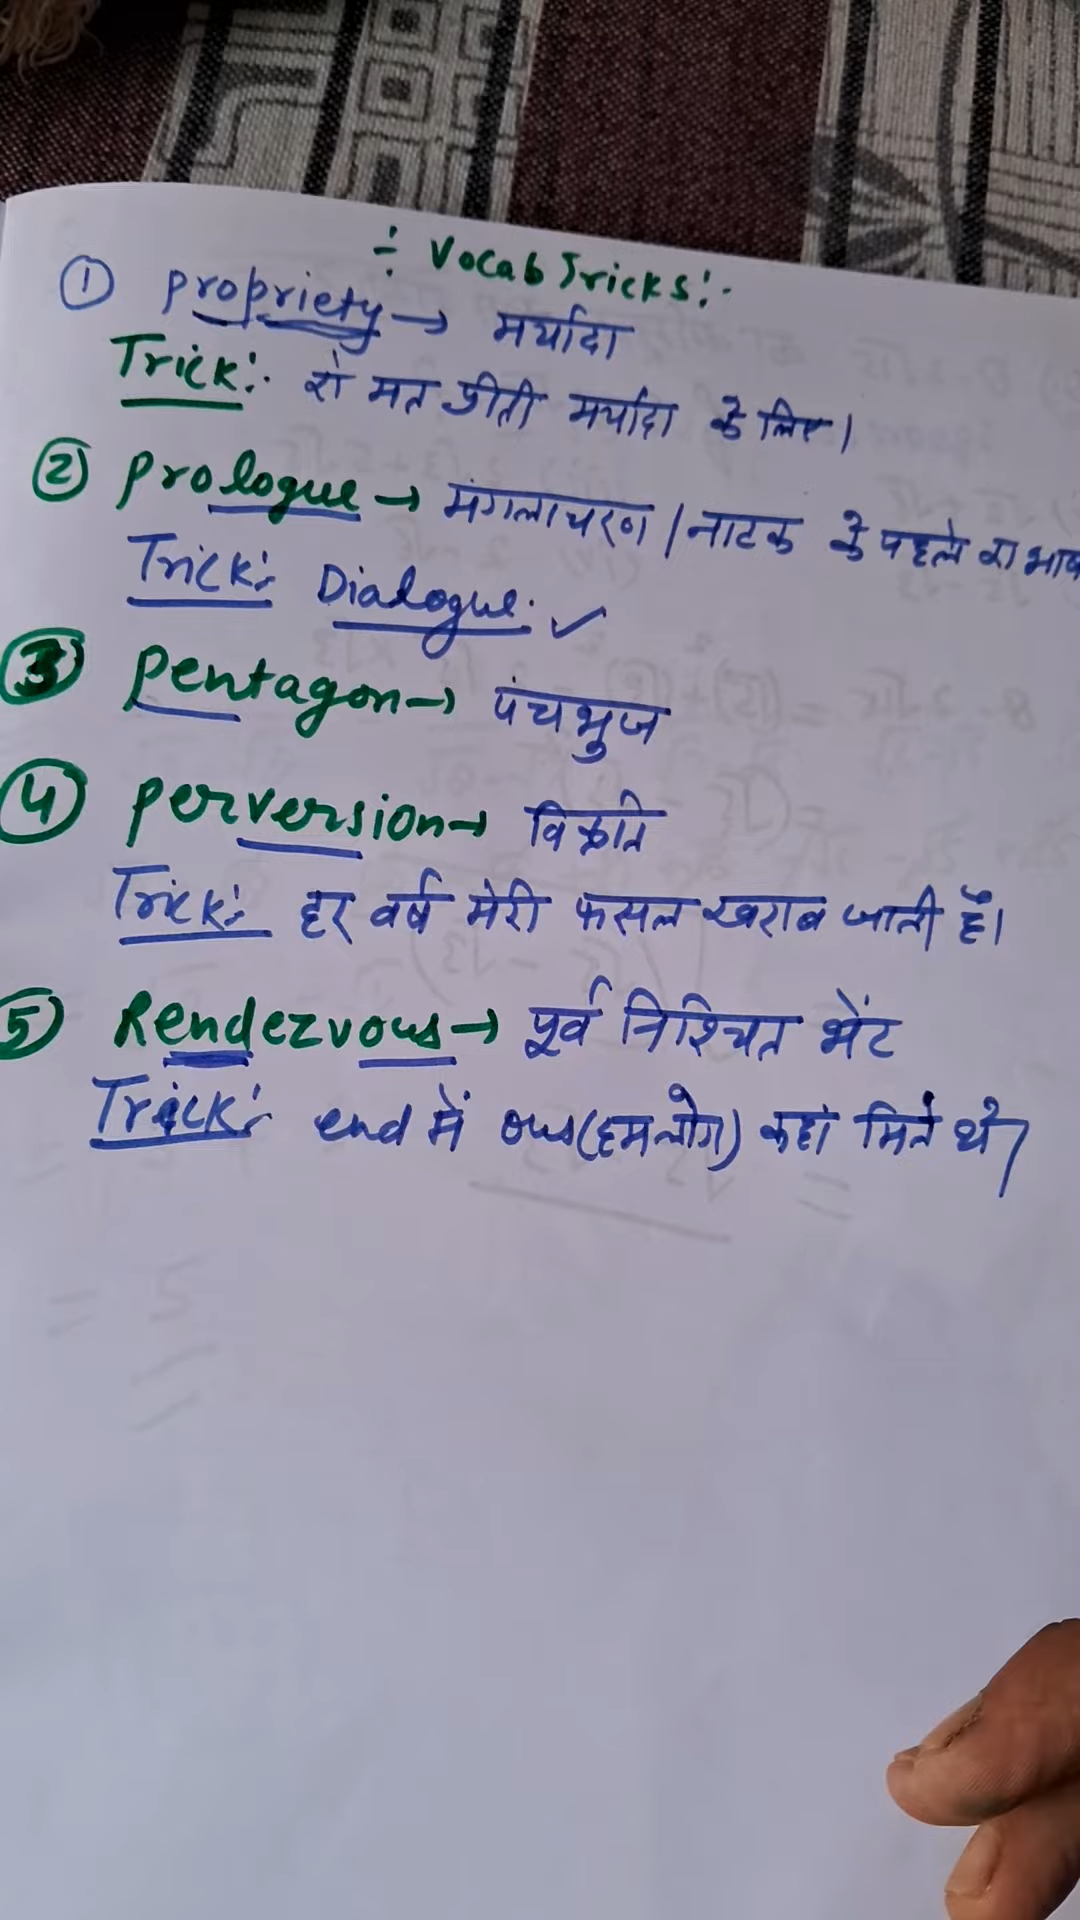 ÷ Vocab Tricks:-
① Propriety → मर्यादा
Trick:- रो मत प्रीती मर्यादा के लिए।
② Prologue → मंगलाचरण / नाटक के पहले का भाष
Trick:- Dialogue. ✓
③ Pentagon → पंचभुज
④ Perversion → विक्रति
Trick:- हर वर्ष मेरी फसल खराब जाती है।
⑤ Rendezvous → पूर्व निश्चित भेंट
Trick:- end में ous (हमलोग) कहां मिले थे